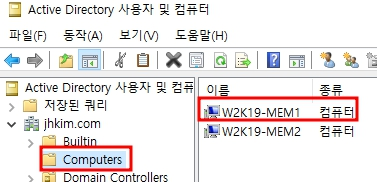 Active Directory 사용자 및 컴퓨터
파일(F) 동작(A) 보기(V) 도움말(H)
Active Directory 사용자 및 컴퓨
저장된 쿼리
jhkim.com
Builtin
Computers
Domain Controllers
이름 종류
W2K19-MEM1 컴퓨터
W2K19-MEM2 컴퓨터